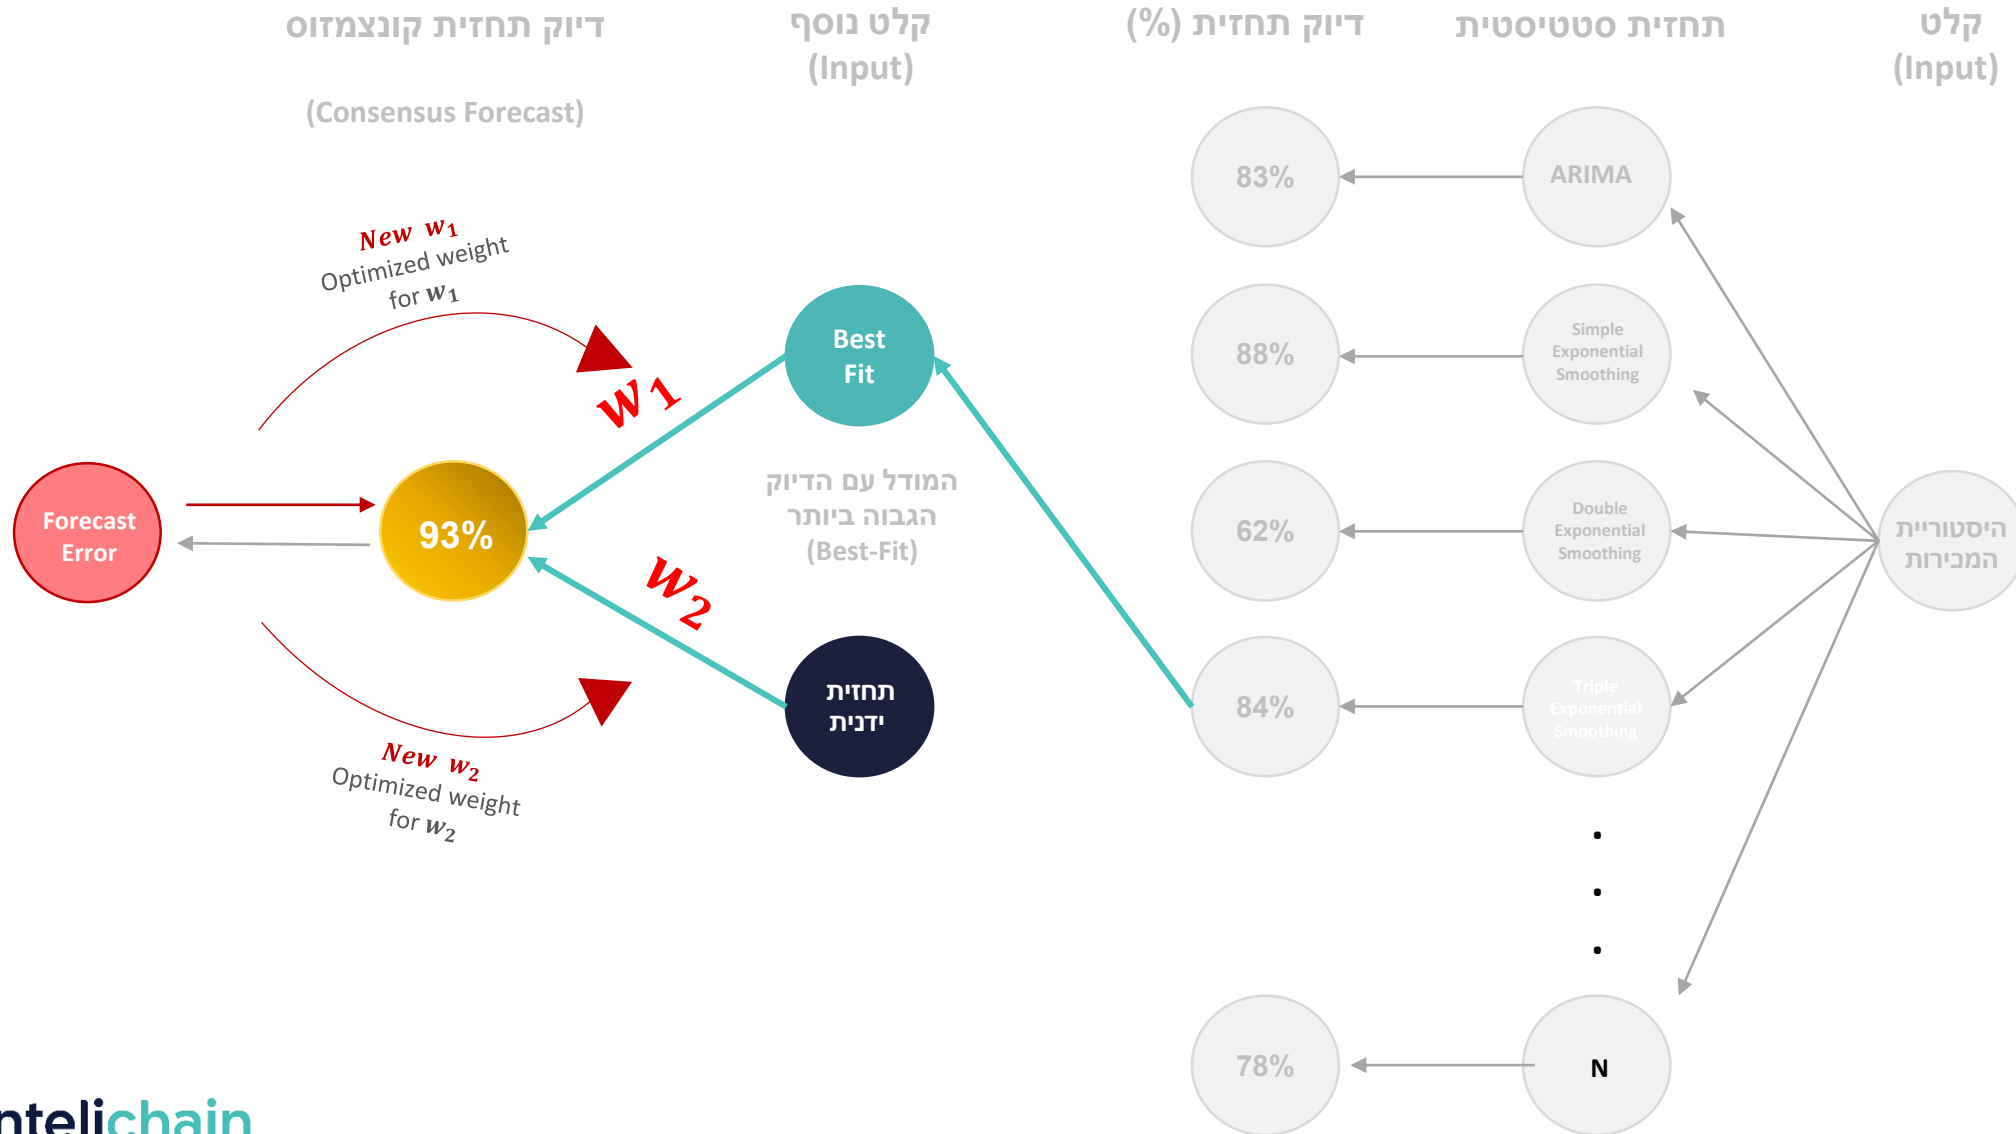 קלט
(Input)
תחזית סטטיסטית
דיוק תחזית (%)
קלט נוסף
(Input)
דיוק תחזית קונצמזוס
(Consensus Forecast)
היסטוריית
המכירות
ARIMA
83%
Simple
Exponential
Smoothing
88%
Double
Exponential
Smoothing
62%
Triple
Exponential
Smoothing
84%
.
.
.
N
78%
Best
Fit
המודל עם הדיוק
הגבוה ביותר
(Best-Fit)
תחזית
ידנית
w₁
w₂
93%
New w₁
Optimized weight
for w₁
New w₂
Optimized weight
for w₂
Forecast
Error
ntelichain